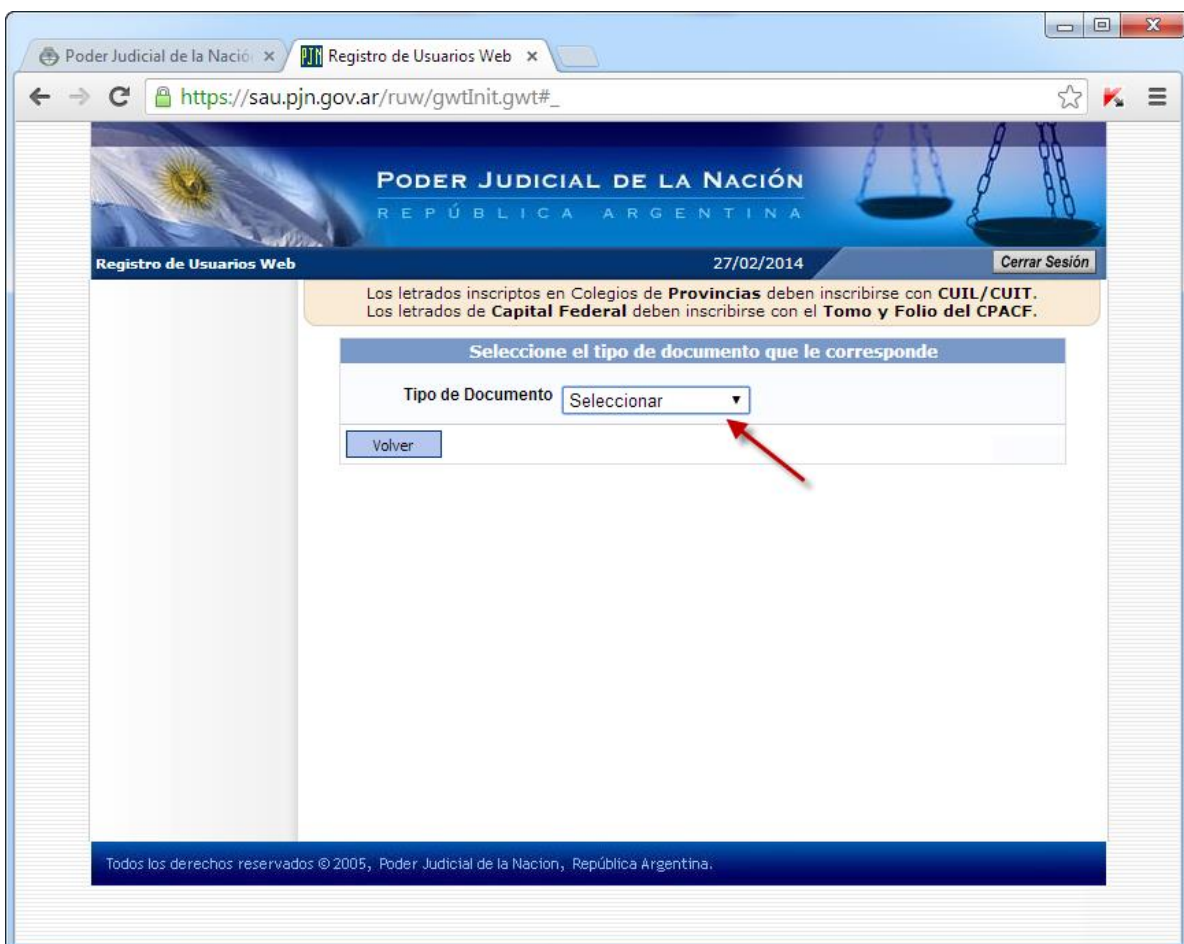 Poder Judicial de la Nació
Registro de Usuarios Web
https://sau.pjn.gov.ar/ruw/gwtInit.gwt#_
PODER JUDICIAL DE LA NACIÓN
REPÚBLICA ARGENTINA
Registro de Usuarios Web 27/02/2014 Cerrar Sesión
Los letrados inscriptos en Colegios de Provincias deben inscribirse con CUIL/CUIT.
Los letrados de Capital Federal deben inscribirse con el Tomo y Folio del CPACF.
Seleccione el tipo de documento que le corresponde
Tipo de Documento Seleccionar
Volver
Todos los derechos reservados © 2005, Poder Judicial de la Nacion, República Argentina.